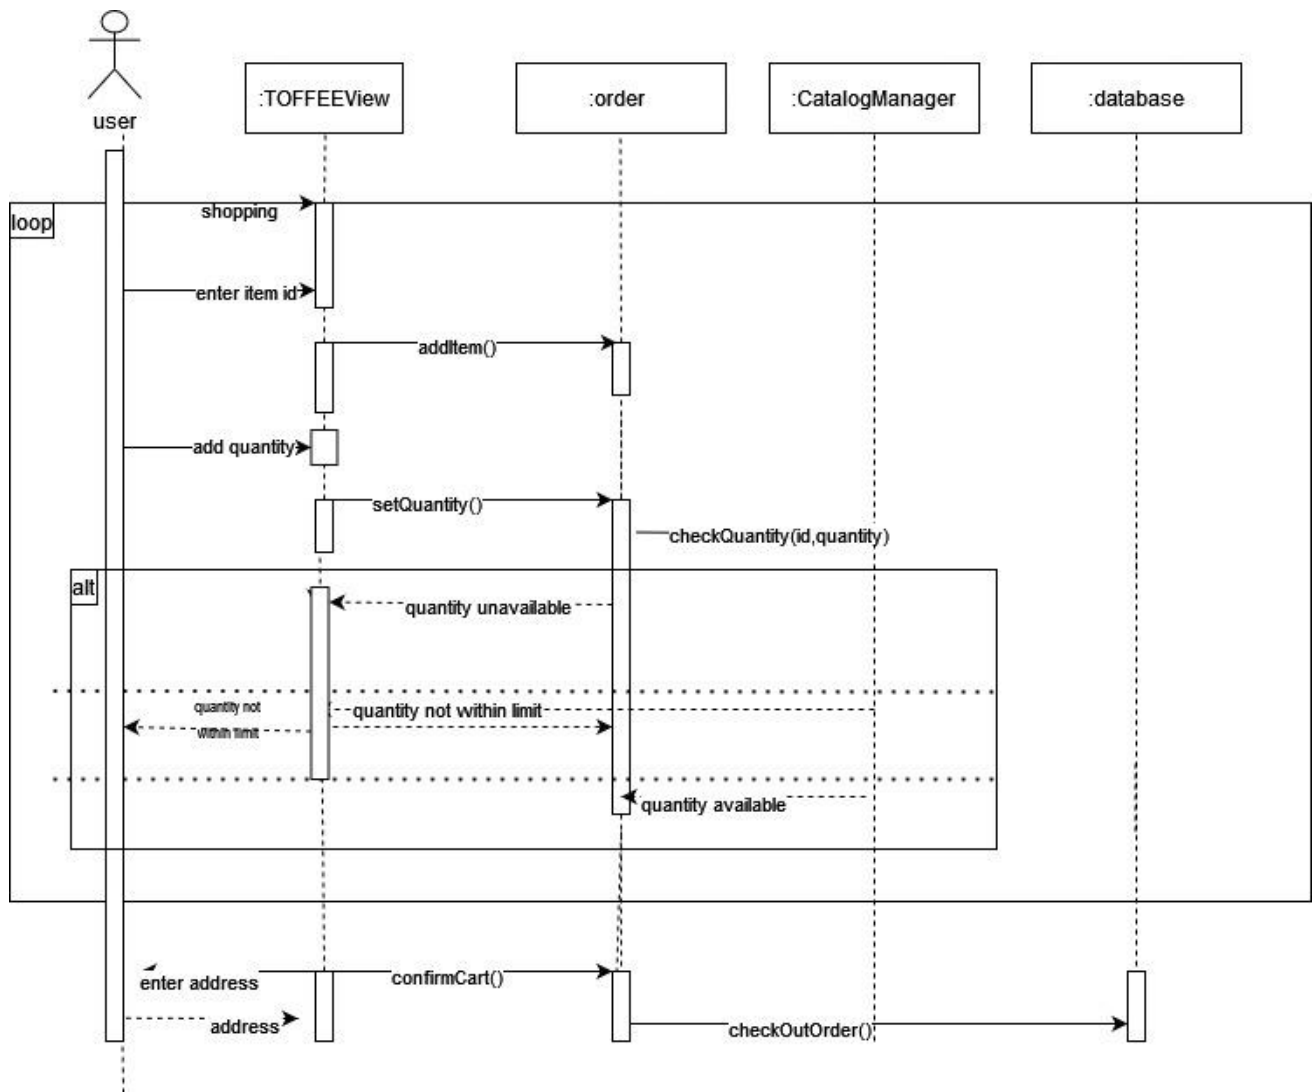 user
:TOFFEEView
:order
:CatalogManager
:database
loop
shopping
enter item id
addItem()
add quantity
setQuantity()
checkQuantity(id,quantity)
alt
quantity unavailable
quantity not
within limit
quantity not within limit
quantity available
enter address
confirmCart()
address
checkOutOrder()